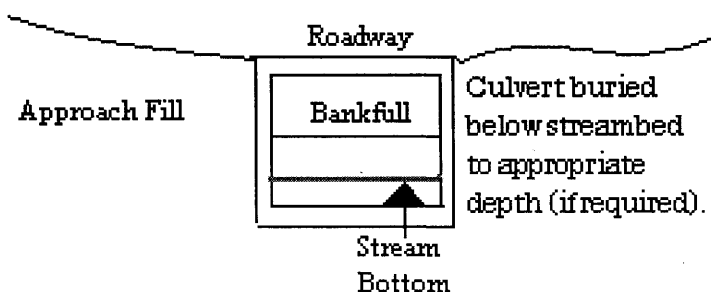 Roadway
Approach Fill
Bankfull
Culvert buried
below streambed
to appropriate
depth (if required).
Stream
Bottom